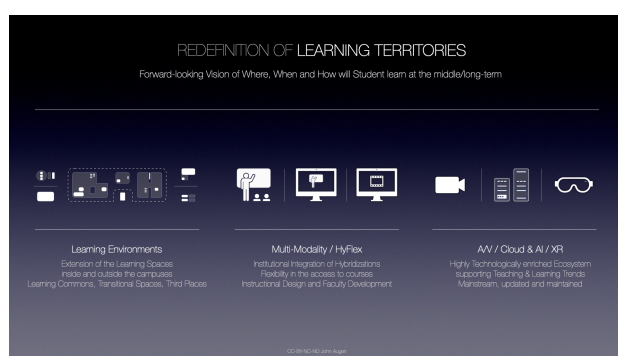 REDEFINITION OF LEARNING TERRITORIES
Forward-looking Vision of Where, When and How will Student learn at the middle/long-term
Learning Environments
Extension of the Learning Spaces
inside and outside the campuses
Learning Commons, Transitional Spaces, Third Places
Multi-Modality / HyFlex
Institutional Integration of Hybridizations
Flexibility in the access to courses
Instructional Design and Faculty Development
A/V / Cloud & AI / XR
Highly Technologically enriched Ecosystem
supporting Teaching & Learning Trends
Mainstream, updated and maintained
CC BY-NC-ND John Augeri